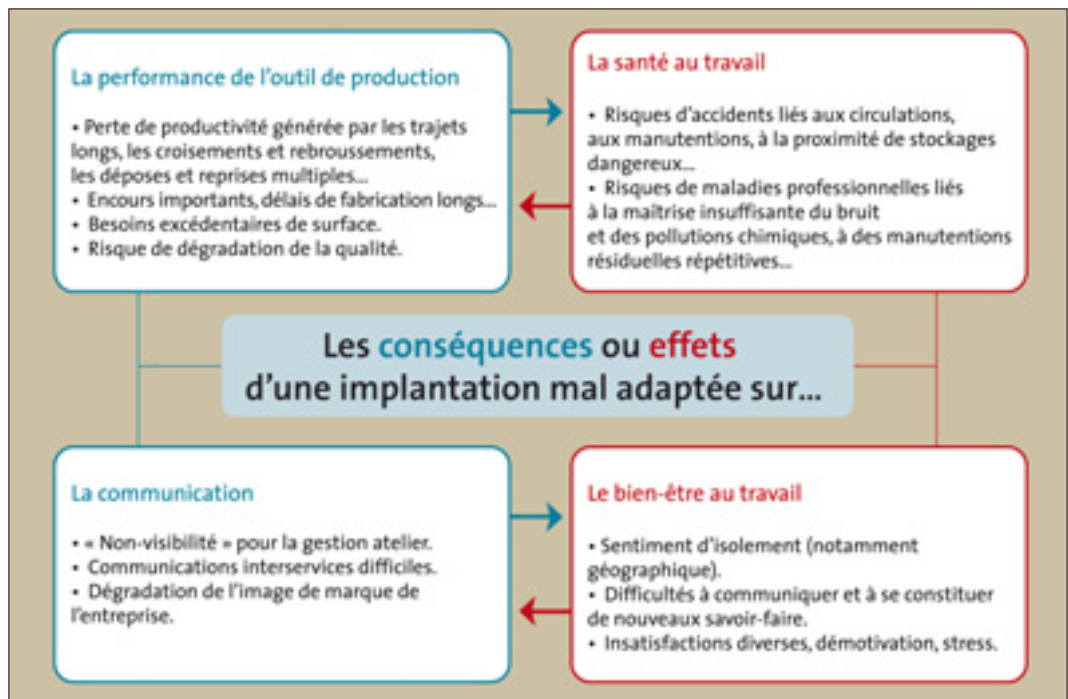 La performance de l'outil de production
• Perte de productivité générée par les trajets
longs, les croisements et rebroussements,
les déposes et reprises multiples...
• Encours importants, délais de fabrication longs...
• Besoins excédentaires de surface.
• Risque de dégradation de la qualité.
La santé au travail
• Risques d'accidents liés aux circulations,
aux manutentions, à la proximité de stockages
dangereux...
• Risques de maladies professionnelles liés
à la maîtrise insuffisante du bruit
et des pollutions chimiques, à des manutentions
résiduelles répétitives...
Les conséquences ou effets
d'une implantation mal adaptée sur...
La communication
• « Non-visibilité » pour la gestion atelier.
• Communications interservices difficiles.
• Dégradation de l'image de marque de
l'entreprise.
Le bien-être au travail
• Sentiment d'isolement (notamment
géographique).
• Difficultés à communiquer et à se constituer
de nouveaux savoir-faire.
• Insatisfactions diverses, démotivation, stress.